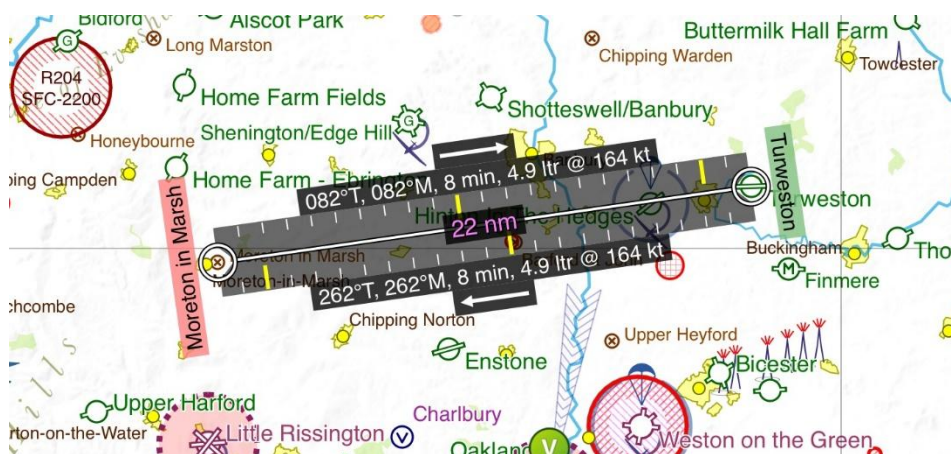 Bidford
G
Alscot Park
Long Marston
Chipping Warden
Buttermilk Hall Farm
Towcester
R204
SFC-2200
Home Farm Fields
Shotteswell/Banbury
G
Honeybourne
Shenington/Edge Hill
ping Campden
Home Farm - Ebrington
082°T, 082°M, 8 min, 4.9 ltr @ 164 kt
Turweston
Moreton in Marsh
22 nm
262°T, 262°M, 8 min, 4.9 ltr @ 164 kt
Moreton in Marsh
Moreton-in-Marsh
Buckingham
Tho
M
Finmere
chcombe
Chipping Norton
Upper Heyford
Enstone
Bicester
Upper Harford
Charlbury
V
rton-on-the-Water
Little Rissington
Oakland
V
Weston on the Green